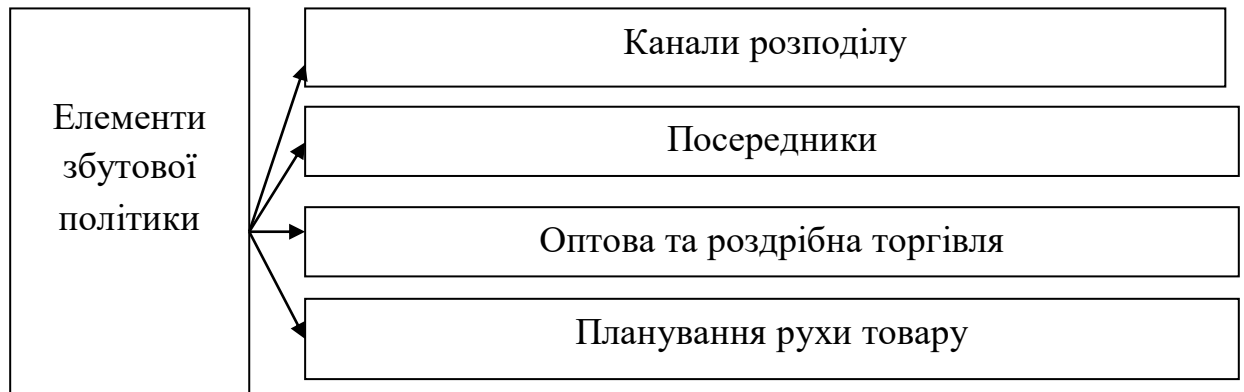 Елементи
збутової
політики
Канали розподілу
Посередники
Оптова та роздрібна торгівля
Планування рухи товару